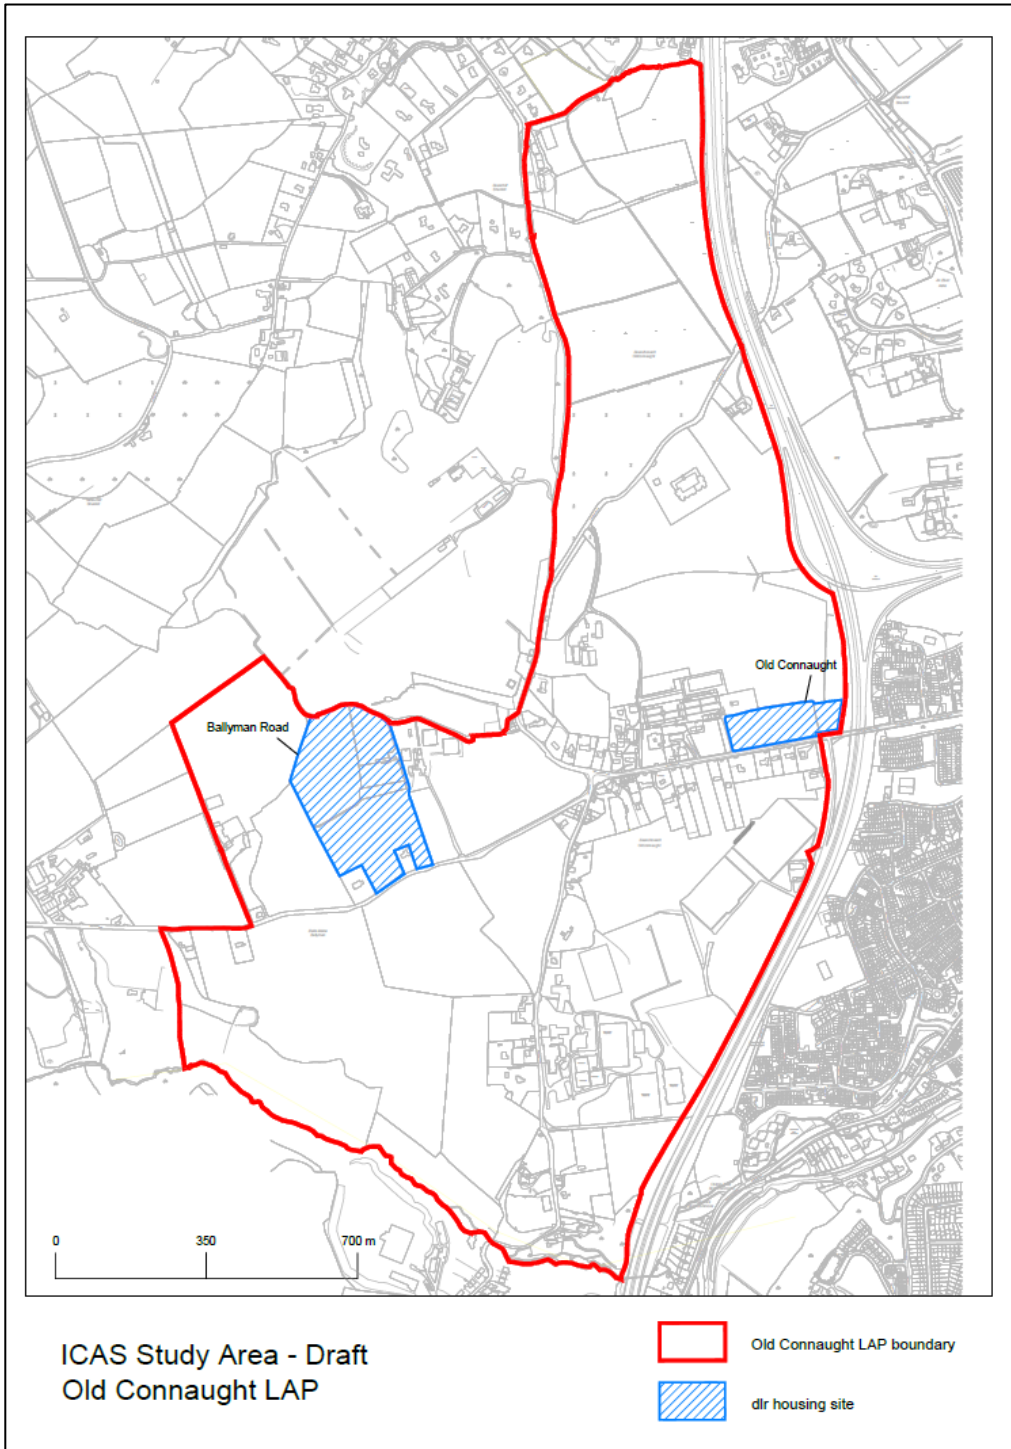 Old Connaught
Ballyman Road
0
350
700 m
ICAS Study Area - Draft
Old Connaught LAP
Old Connaught LAP boundary
dlr housing site